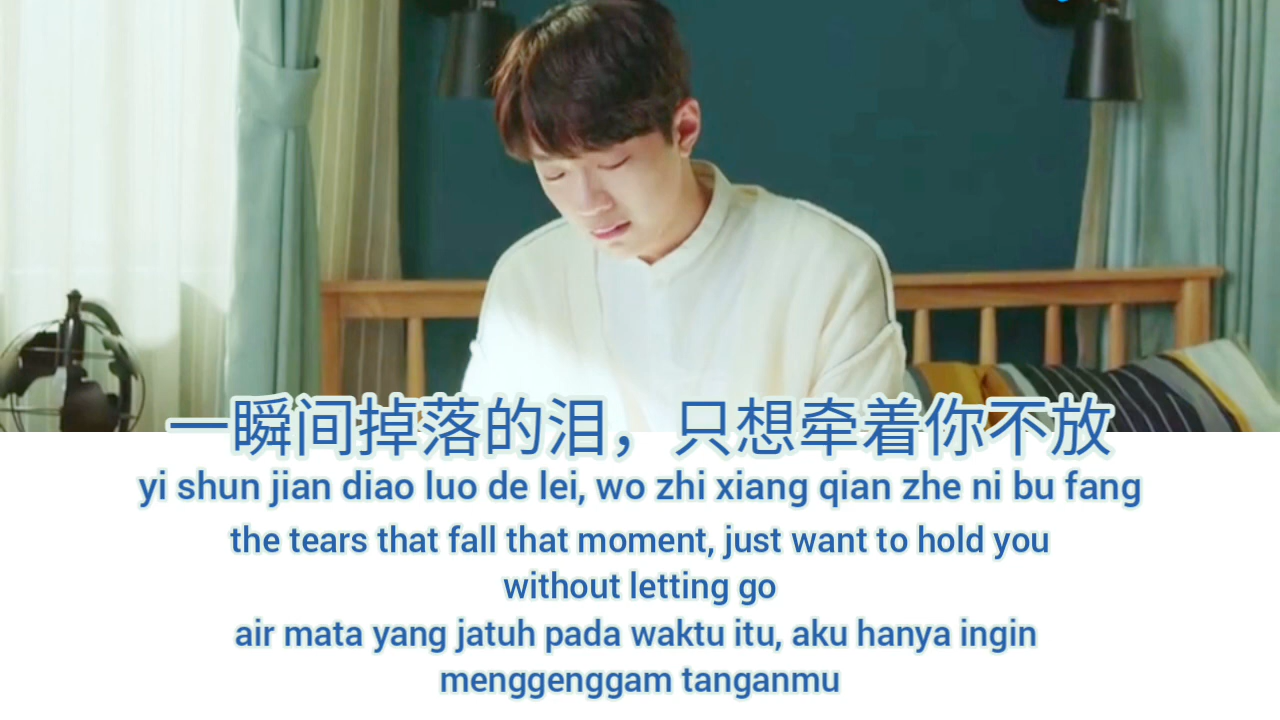 一瞬间掉落的泪，只想牵着你不放
yi shun jian diao luo de lei, wo zhi xiang qian zhe ni bu fang
the tears that fall that moment, just want to hold you
without letting go
air mata yang jatuh pada waktu itu, aku hanya ingin
menggenggam tanganmu